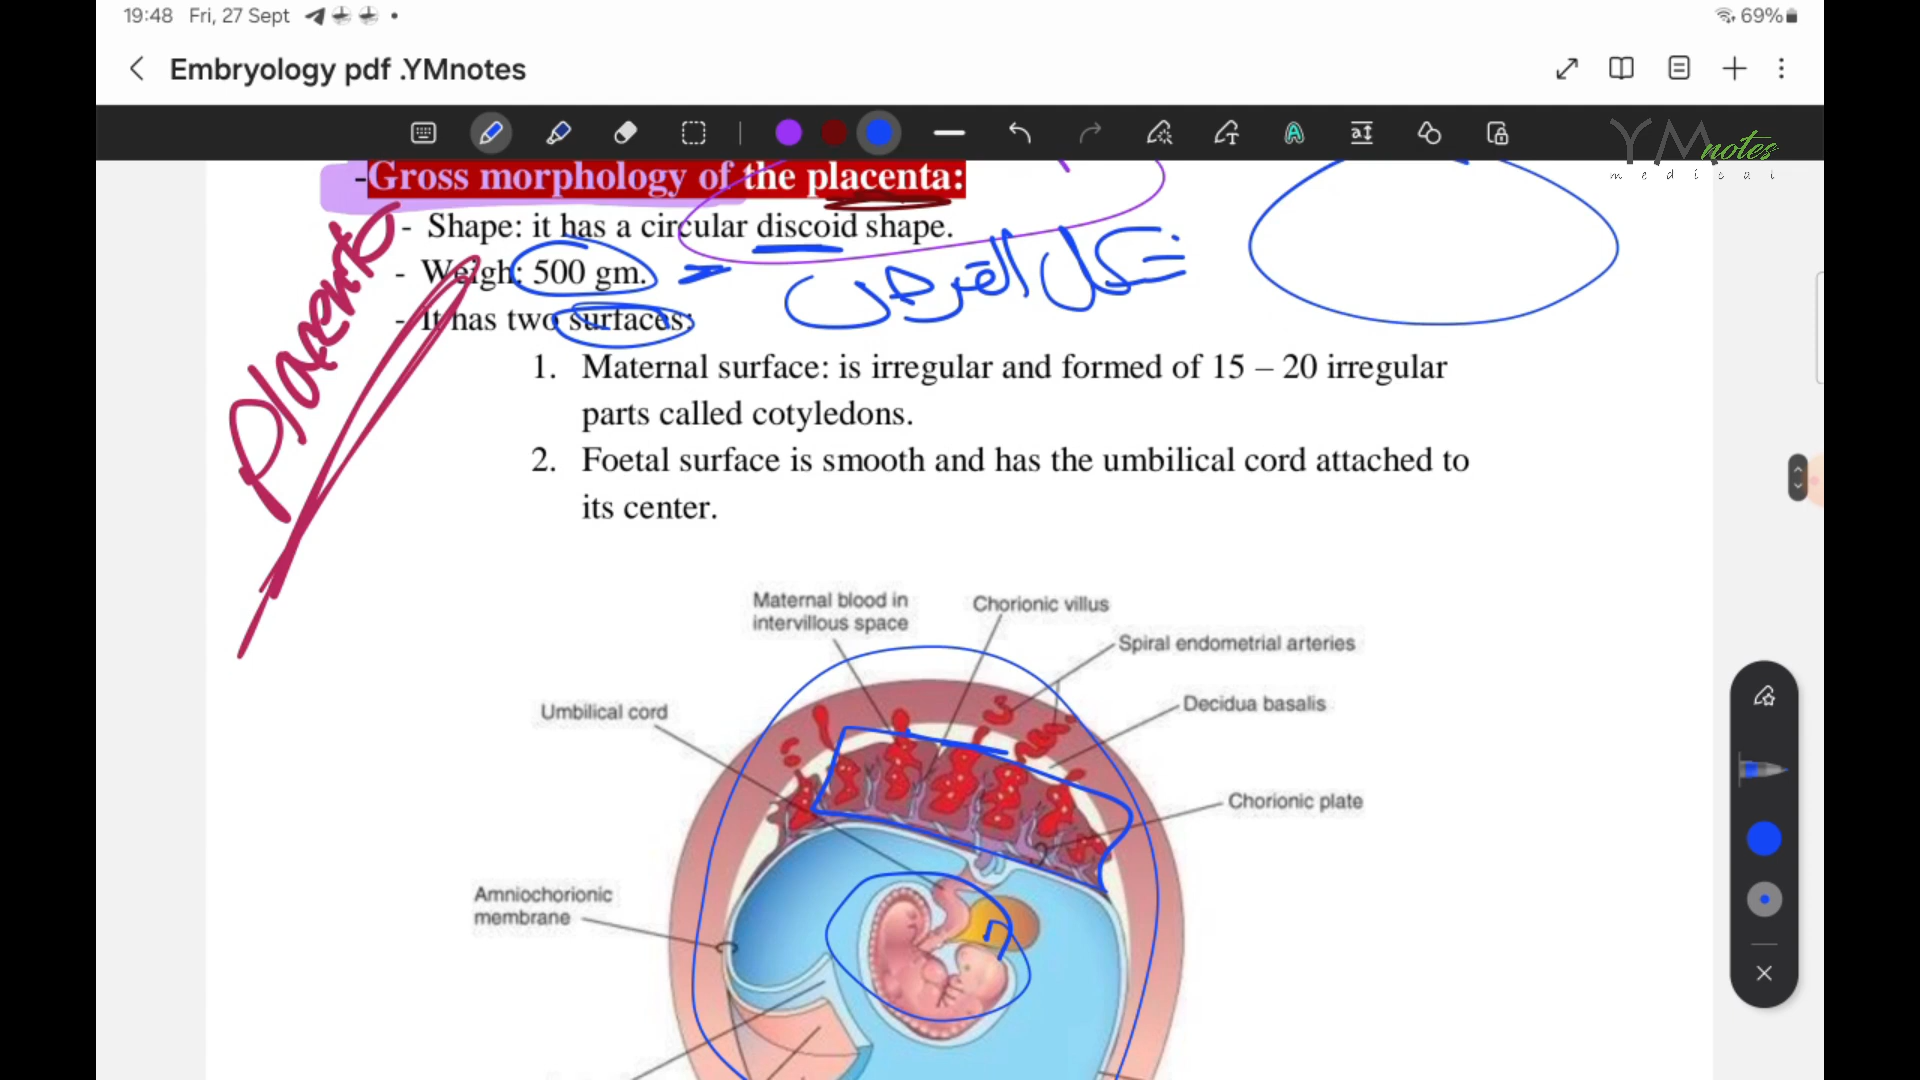 19:48 Fri, 27 Sept
69%
Embryology pdf .YMnotes
YMnotes
medical
-Gross morphology of the placenta:
- Shape: it has a circular discoid shape.
- Weigh: 500 gm.
شكل القرص
- It has two surfaces:
Placenta
1. Maternal surface: is irregular and formed of 15 – 20 irregular
parts called cotyledons.
2. Foetal surface is smooth and has the umbilical cord attached to
its center.
Maternal blood in
intervillous space
Chorionic villus
Spiral endometrial arteries
Umbilical cord
Decidua basalis
Chorionic plate
Amniochorionic
membrane